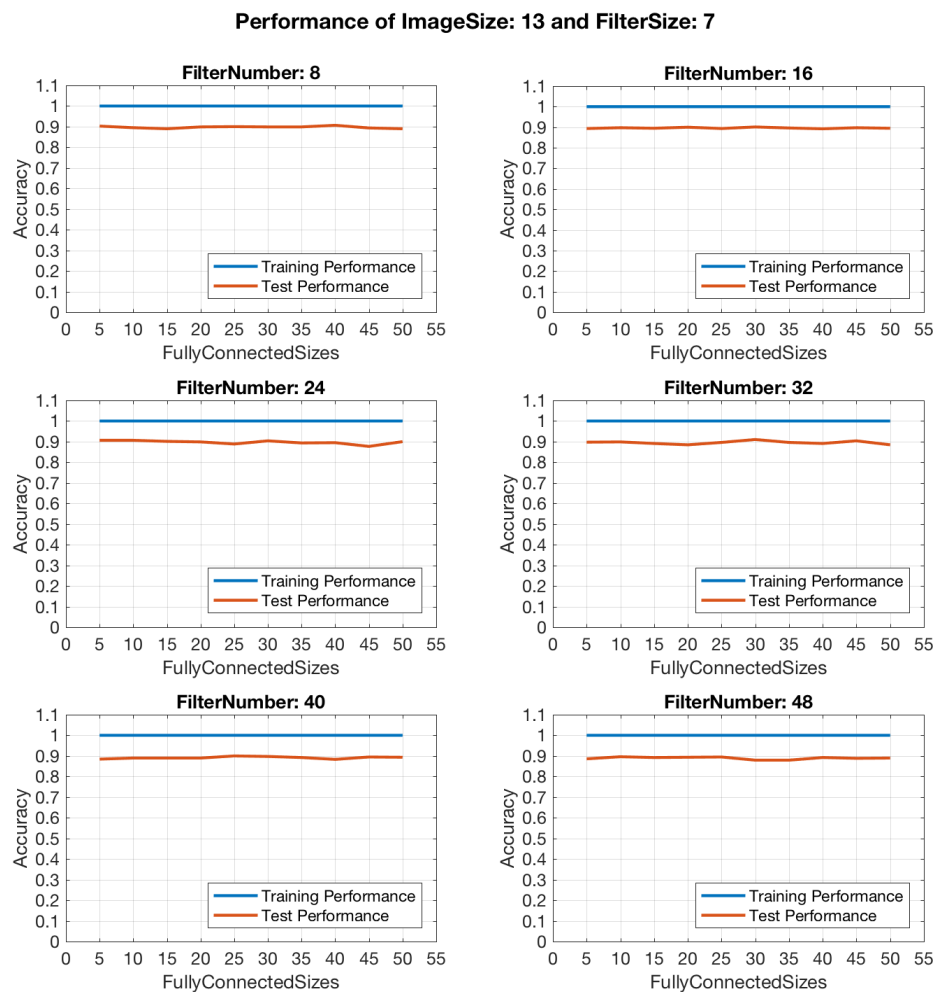 Performance of ImageSize: 13 and FilterSize: 7
FilterNumber: 8
1.1
1
0.9
0.8
0.7
0.6
0.5
0.4
0.3
0.2
0.1
0
Accuracy
Training Performance
Test Performance
0 5 10 15 20 25 30 35 40 45 50 55
FullyConnectedSizes
FilterNumber: 16
1.1
1
0.9
0.8
0.7
0.6
0.5
0.4
0.3
0.2
0.1
0
Accuracy
Training Performance
Test Performance
0 5 10 15 20 25 30 35 40 45 50 55
FullyConnectedSizes
FilterNumber: 24
1.1
1
0.9
0.8
0.7
0.6
0.5
0.4
0.3
0.2
0.1
0
Accuracy
Training Performance
Test Performance
0 5 10 15 20 25 30 35 40 45 50 55
FullyConnectedSizes
FilterNumber: 32
1.1
1
0.9
0.8
0.7
0.6
0.5
0.4
0.3
0.2
0.1
0
Accuracy
Training Performance
Test Performance
0 5 10 15 20 25 30 35 40 45 50 55
FullyConnectedSizes
FilterNumber: 40
1.1
1
0.9
0.8
0.7
0.6
0.5
0.4
0.3
0.2
0.1
0
Accuracy
Training Performance
Test Performance
0 5 10 15 20 25 30 35 40 45 50 55
FullyConnectedSizes
FilterNumber: 48
1.1
1
0.9
0.8
0.7
0.6
0.5
0.4
0.3
0.2
0.1
0
Accuracy
Training Performance
Test Performance
0 5 10 15 20 25 30 35 40 45 50 55
FullyConnectedSizes